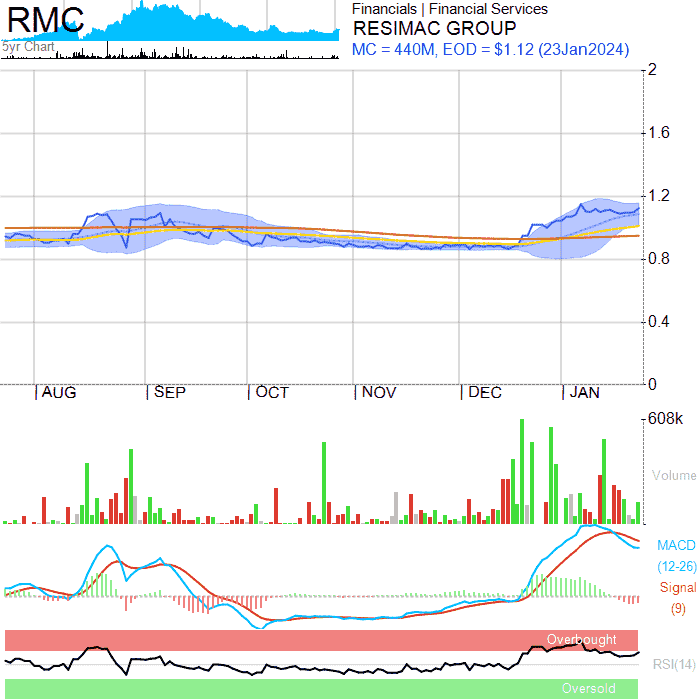 RMC
5yr Chart
Financials | Financial Services
RESIMAC GROUP
MC = 440M, EOD = $1.12 (23Jan2024)
2
1.6
1.2
0.8
0.4
0
AUG
SEP
OCT
NOV
DEC
JAN
608k
Volume
MACD
(12-26)
Signal
(9)
Overbought
RSI(14)
Oversold